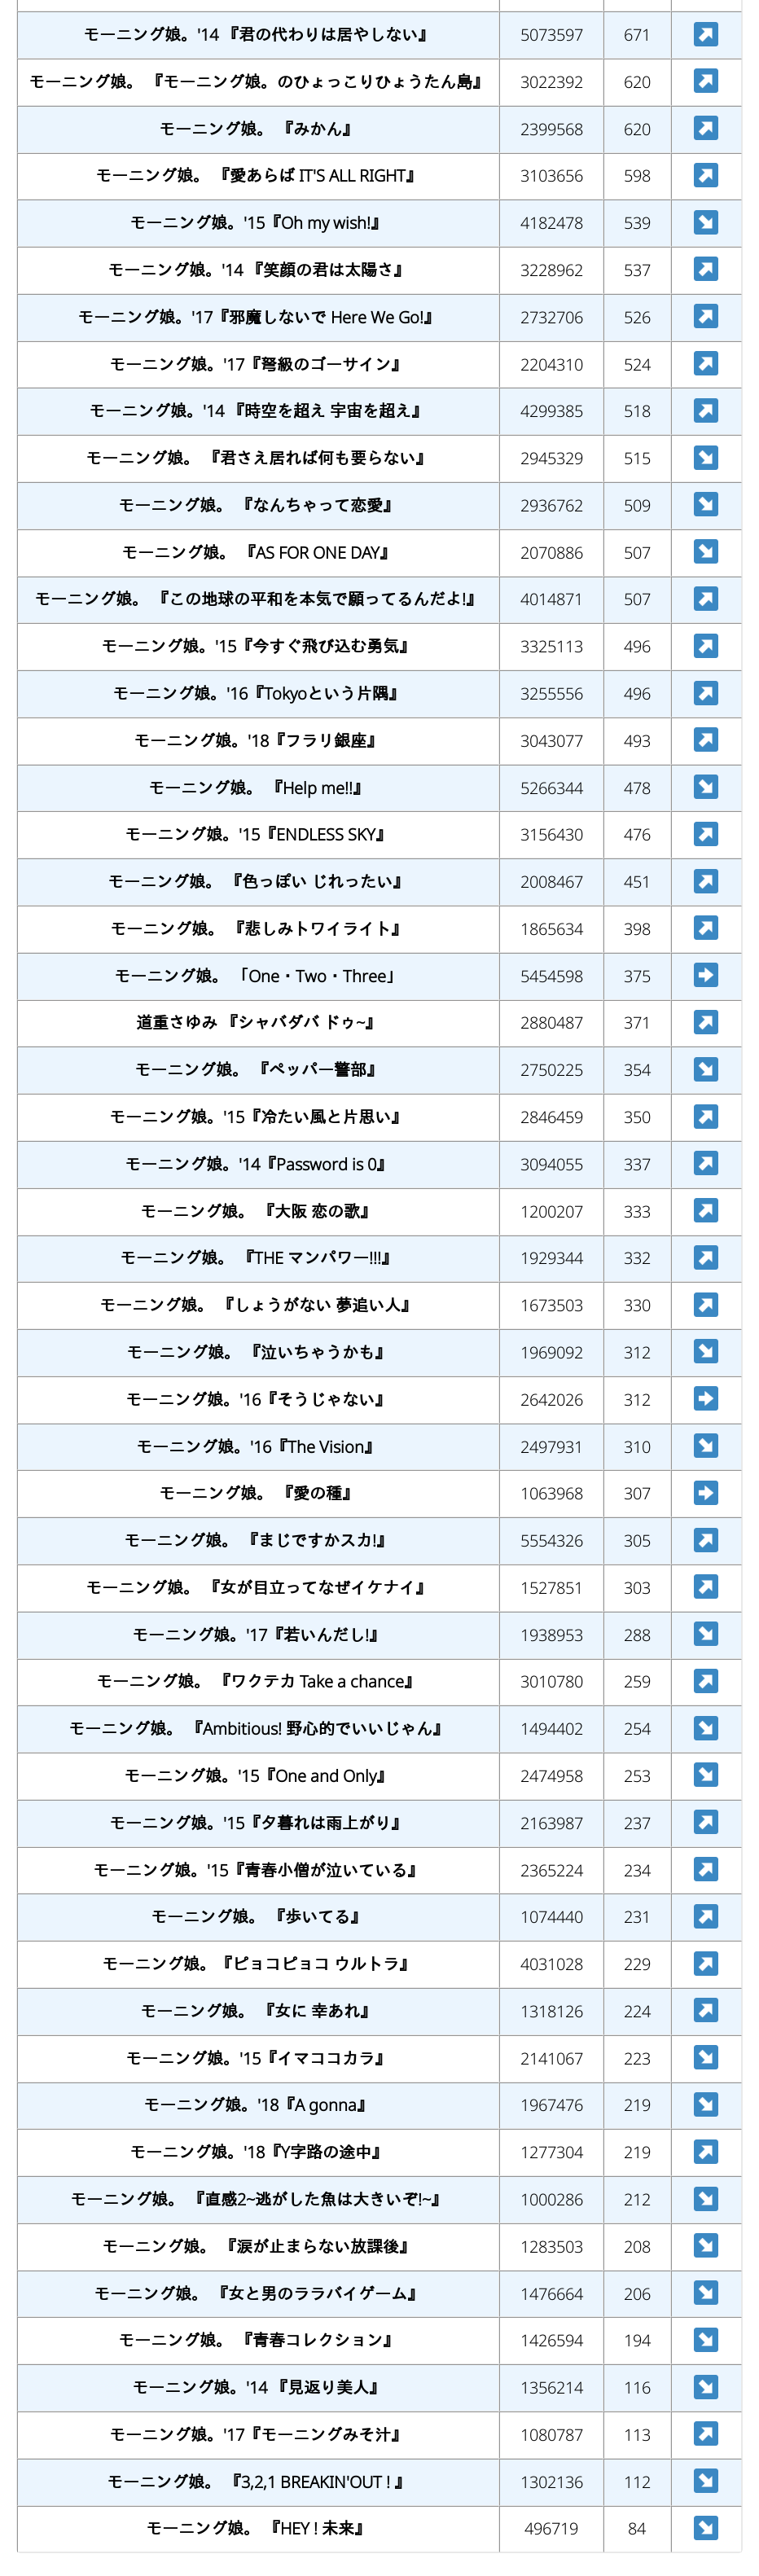 モーニング娘。'14 『君の代わりは居やしない』 5073597 671
モーニング娘。 『モーニング娘。のひょっこりひょうたん島』 3022392 620
モーニング娘。 『みかん』 2399568 620
モーニング娘。 『愛あらば IT'S ALL RIGHT』 3103656 598
モーニング娘。'15『Oh my wish!』 4182478 539
モーニング娘。'14 『笑顔の君は太陽さ』 3228962 537
モーニング娘。'17『邪魔しないで Here We Go!』 2732706 526
モーニング娘。'17『弩級のゴーサイン』 2204310 524
モーニング娘。'14 『時空を超え 宇宙を超え』 4299385 518
モーニング娘。 『君さえ居れば何も要らない』 2945329 515
モーニング娘。 『なんちゃって恋愛』 2936762 509
モーニング娘。 『AS FOR ONE DAY』 2070886 507
モーニング娘。 『この地球の平和を本気で願ってるんだよ!』 4014871 507
モーニング娘。'15『今すぐ飛び込む勇気』 3325113 496
モーニング娘。'16『Tokyoという片隅』 3255556 496
モーニング娘。'18『フラリ銀座』 3043077 493
モーニング娘。 『Help me!!』 5266344 478
モーニング娘。'15『ENDLESS SKY』 3156430 476
モーニング娘。 『色っぽい じれったい』 2008467 451
モーニング娘。 『悲しみトワイライト』 1865634 398
モーニング娘。 「One・Two・Three」 5454598 375
道重さゆみ 『シャバダバ ドゥ~』 2880487 371
モーニング娘。 『ペッパー警部』 2750225 354
モーニング娘。'15『冷たい風と片思い』 2846459 350
モーニング娘。'14『Password is 0』 3094055 337
モーニング娘。 『大阪 恋の歌』 1200207 333
モーニング娘。 『THE マンパワー!!!』 1929344 332
モーニング娘。 『しょうがない 夢追い人』 1673503 330
モーニング娘。 『泣いちゃうかも』 1969092 312
モーニング娘。'16『そうじゃない』 2642026 312
モーニング娘。'16『The Vision』 2497931 310
モーニング娘。 『愛の種』 1063968 307
モーニング娘。 『まじですかスカ!』 5554326 305
モーニング娘。 『女が目立ってなぜイケナイ』 1527851 303
モーニング娘。'17『若いんだし!』 1938953 288
モーニング娘。 『ワクテカ Take a chance』 3010780 259
モーニング娘。 『Ambitious! 野心的でいいじゃん』 1494402 254
モーニング娘。'15『One and Only』 2474958 253
モーニング娘。'15『夕暮れは雨上がり』 2163987 237
モーニング娘。'15『青春小僧が泣いている』 2365224 234
モーニング娘。 『歩いてる』 1074440 231
モーニング娘。『ピョコピョコ ウルトラ』 4031028 229
モーニング娘。 『女に 幸あれ』 1318126 224
モーニング娘。'15『イマココカラ』 2141067 223
モーニング娘。'18『A gonna』 1967476 219
モーニング娘。'18『Y字路の途中』 1277304 219
モーニング娘。 『直感2~逃がした魚は大きいぞ!~』 1000286 212
モーニング娘。 『涙が止まらない放課後』 1283503 208
モーニング娘。 『女と男のララバイゲーム』 1476664 206
モーニング娘。 『青春コレクション』 1426594 194
モーニング娘。'14 『見返り美人』 1356214 116
モーニング娘。'17『モーニングみそ汁』 1080787 113
モーニング娘。 『3,2,1 BREAKIN'OUT ! 』 1302136 112
モーニング娘。 『HEY ! 未来』 496719 84